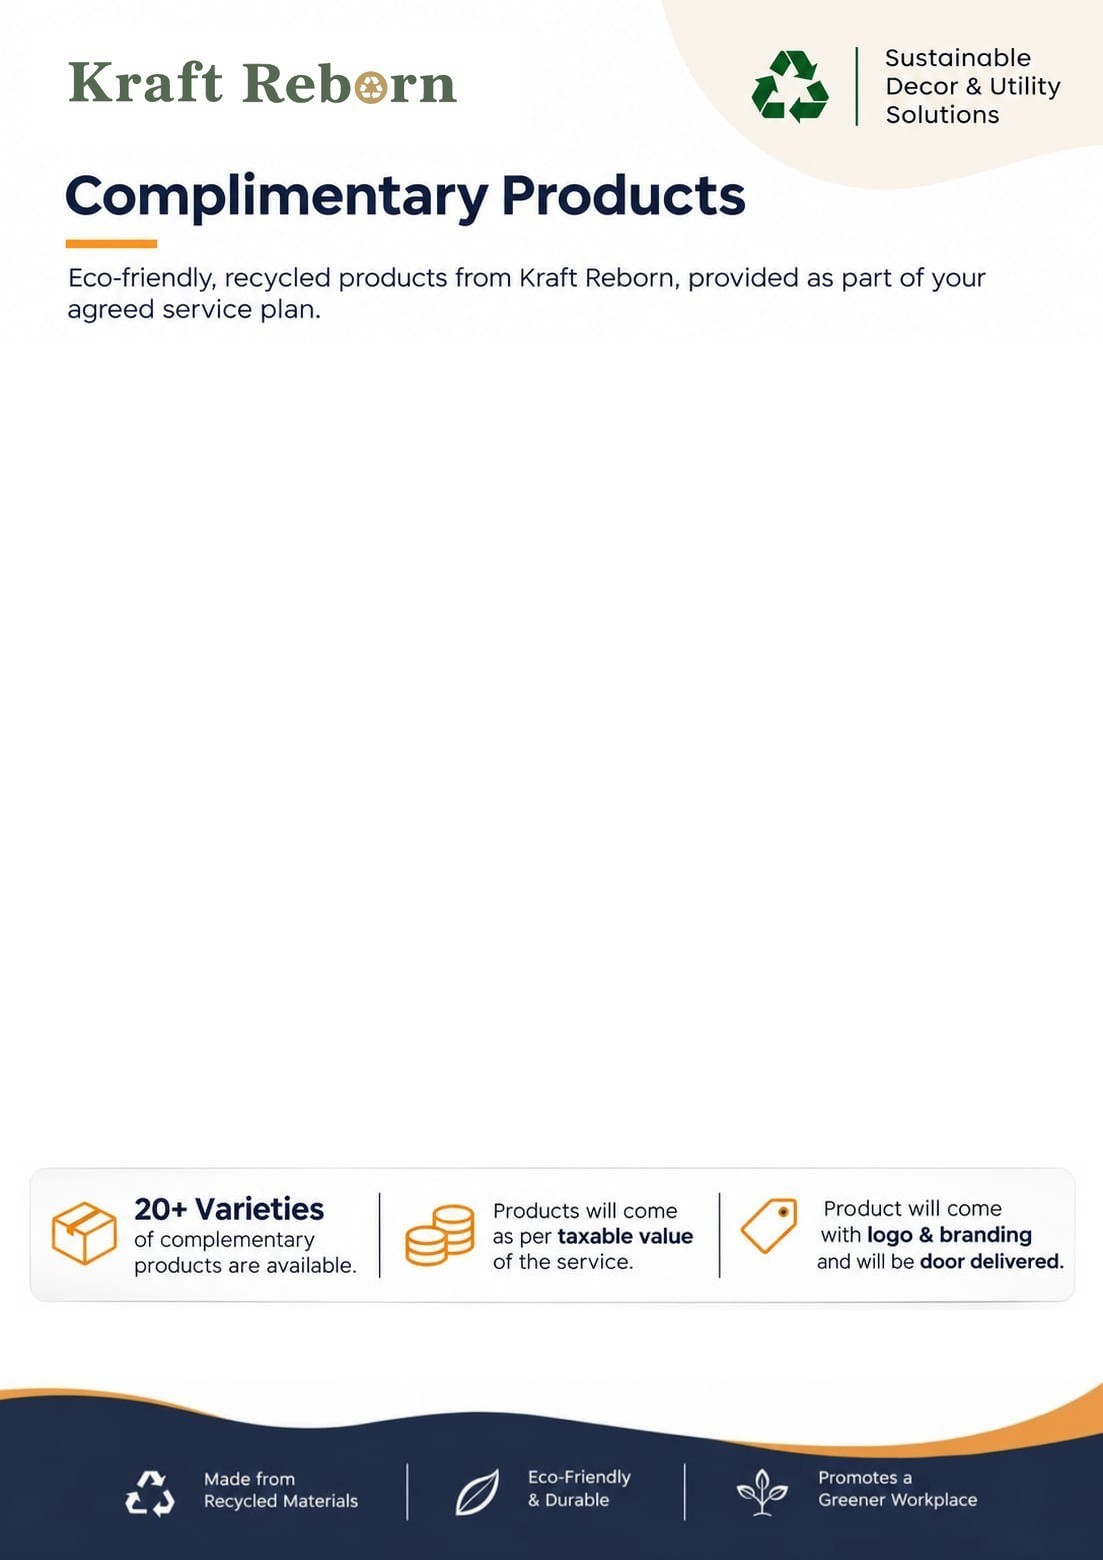 Kraft Reborn
Sustainable
Decor & Utility
Solutions
Complimentary Products
Eco-friendly, recycled products from Kraft Reborn, provided as part of your
agreed service plan.
20+ Varieties
of complementary
products are available.
Products will come
as per taxable value
of the service.
Product will come
with logo & branding
and will be door delivered.
Made from
Recycled Materials
Eco-Friendly
& Durable
Promotes a
Greener Workplace